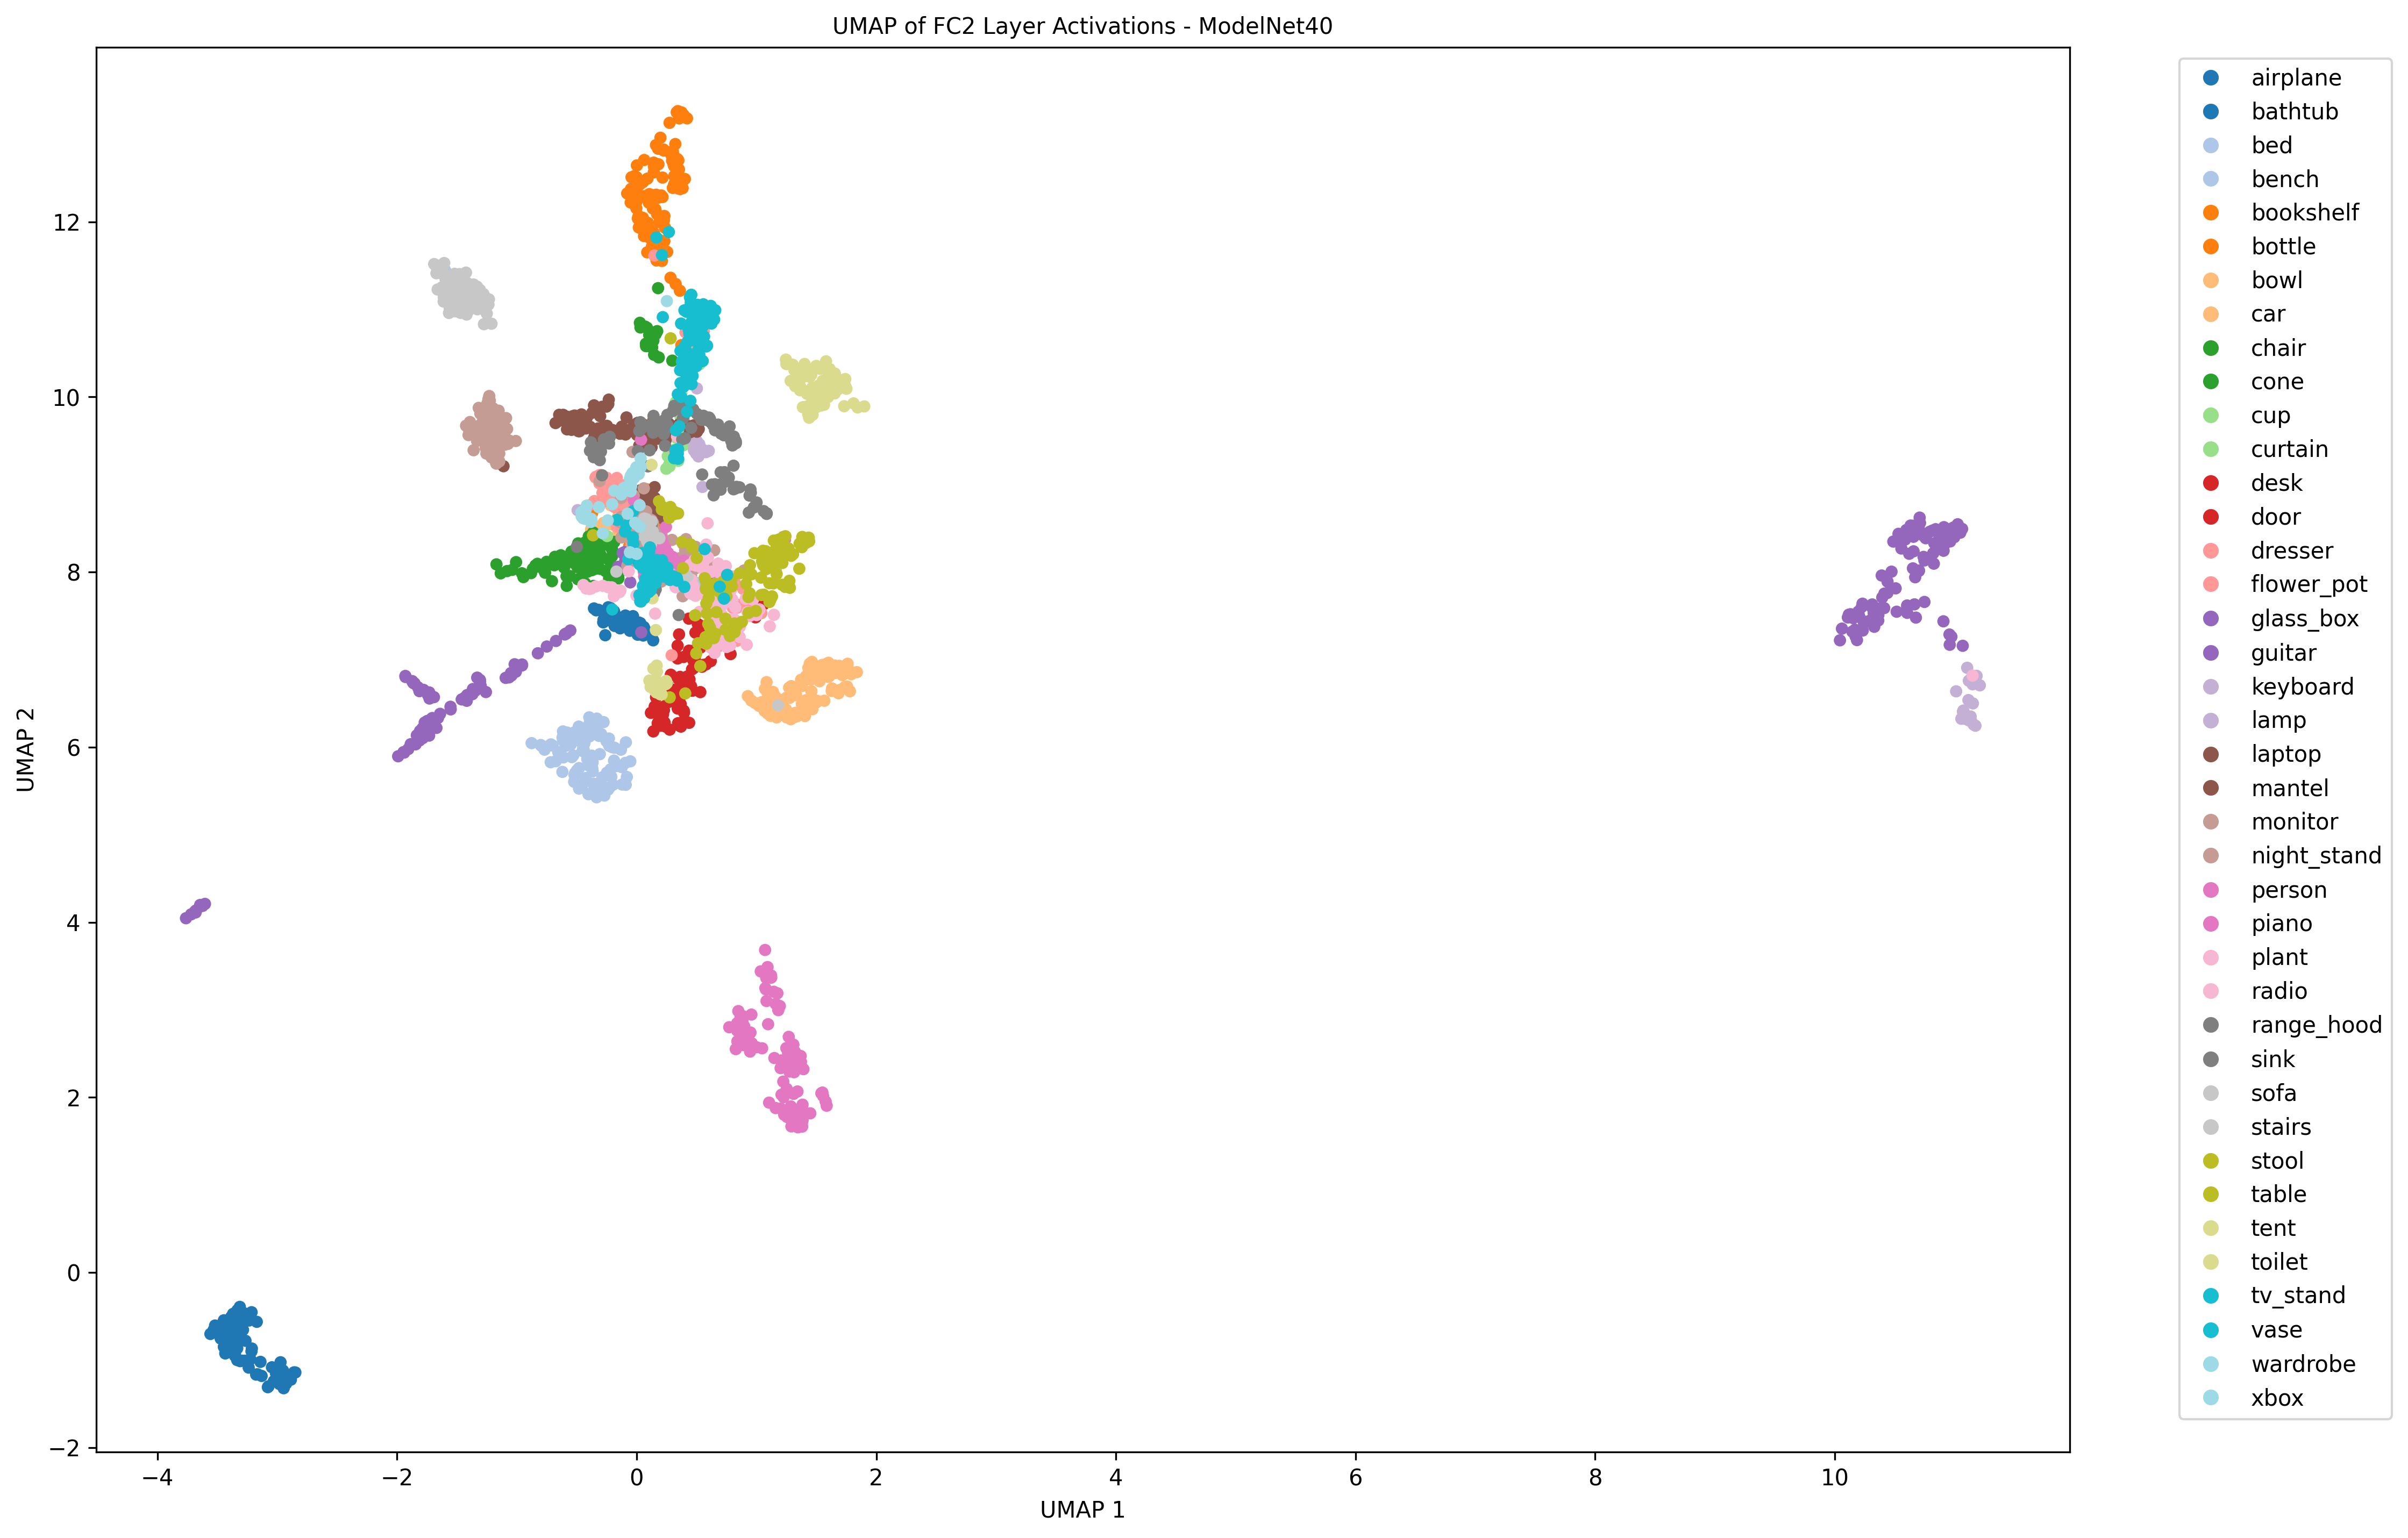 UMAP of FC2 Layer Activations - ModelNet40
UMAP 2
12
10
8
6
4
2
0
−2
−4
−2
0
2
4
6
8
10
UMAP 1
airplane
bathtub
bed
bench
bookshelf
bottle
bowl
car
chair
cone
cup
curtain
desk
door
dresser
flower_pot
glass_box
guitar
keyboard
lamp
laptop
mantel
monitor
night_stand
person
piano
plant
radio
range_hood
sink
sofa
stairs
stool
table
tent
toilet
tv_stand
vase
wardrobe
xbox